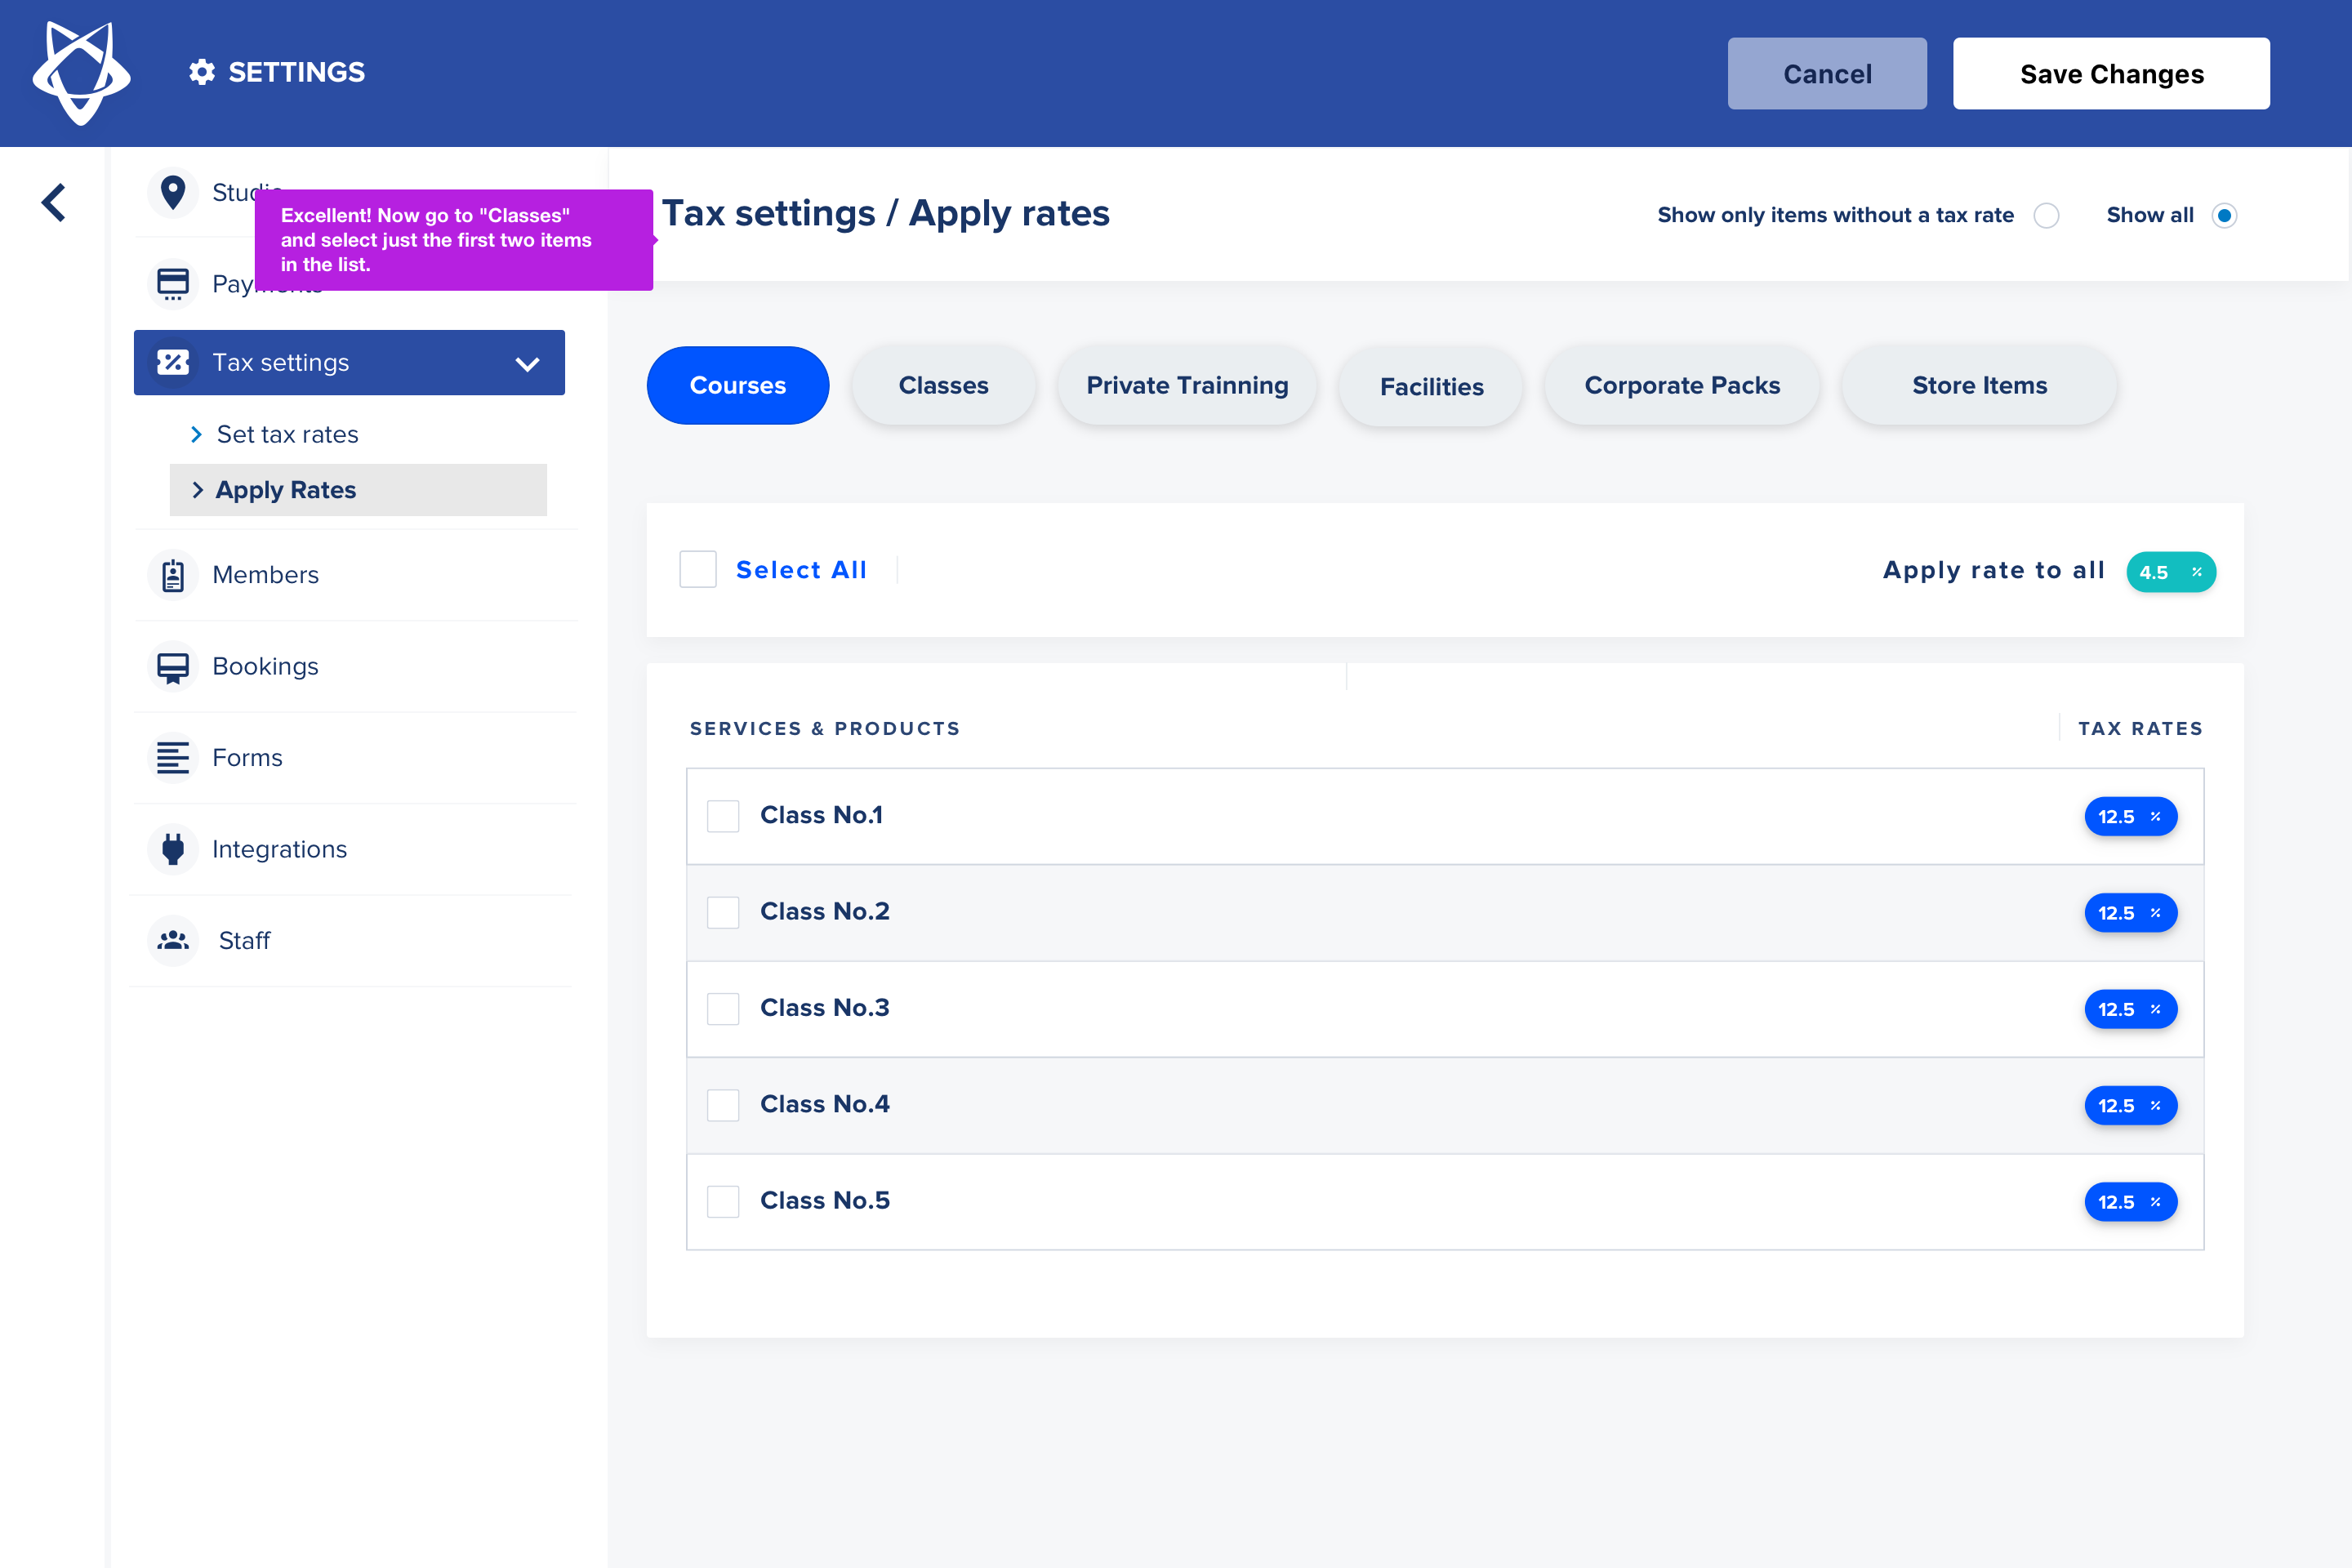 SETTINGS
Cancel
Save Changes
Excellent! Now go to "Classes"
and select just the first two items
in the list.
Tax settings
Set tax rates
Apply Rates
Members
Bookings
Forms
Integrations
Staff
Tax settings / Apply rates
Show only items without a tax rate
Show all
Courses
Classes
Private Trainning
Facilities
Corporate Packs
Store Items
Select All
Apply rate to all
4.5 %
SERVICES & PRODUCTS
TAX RATES
Class No.1
12.5 %
Class No.2
12.5 %
Class No.3
12.5 %
Class No.4
12.5 %
Class No.5
12.5 %